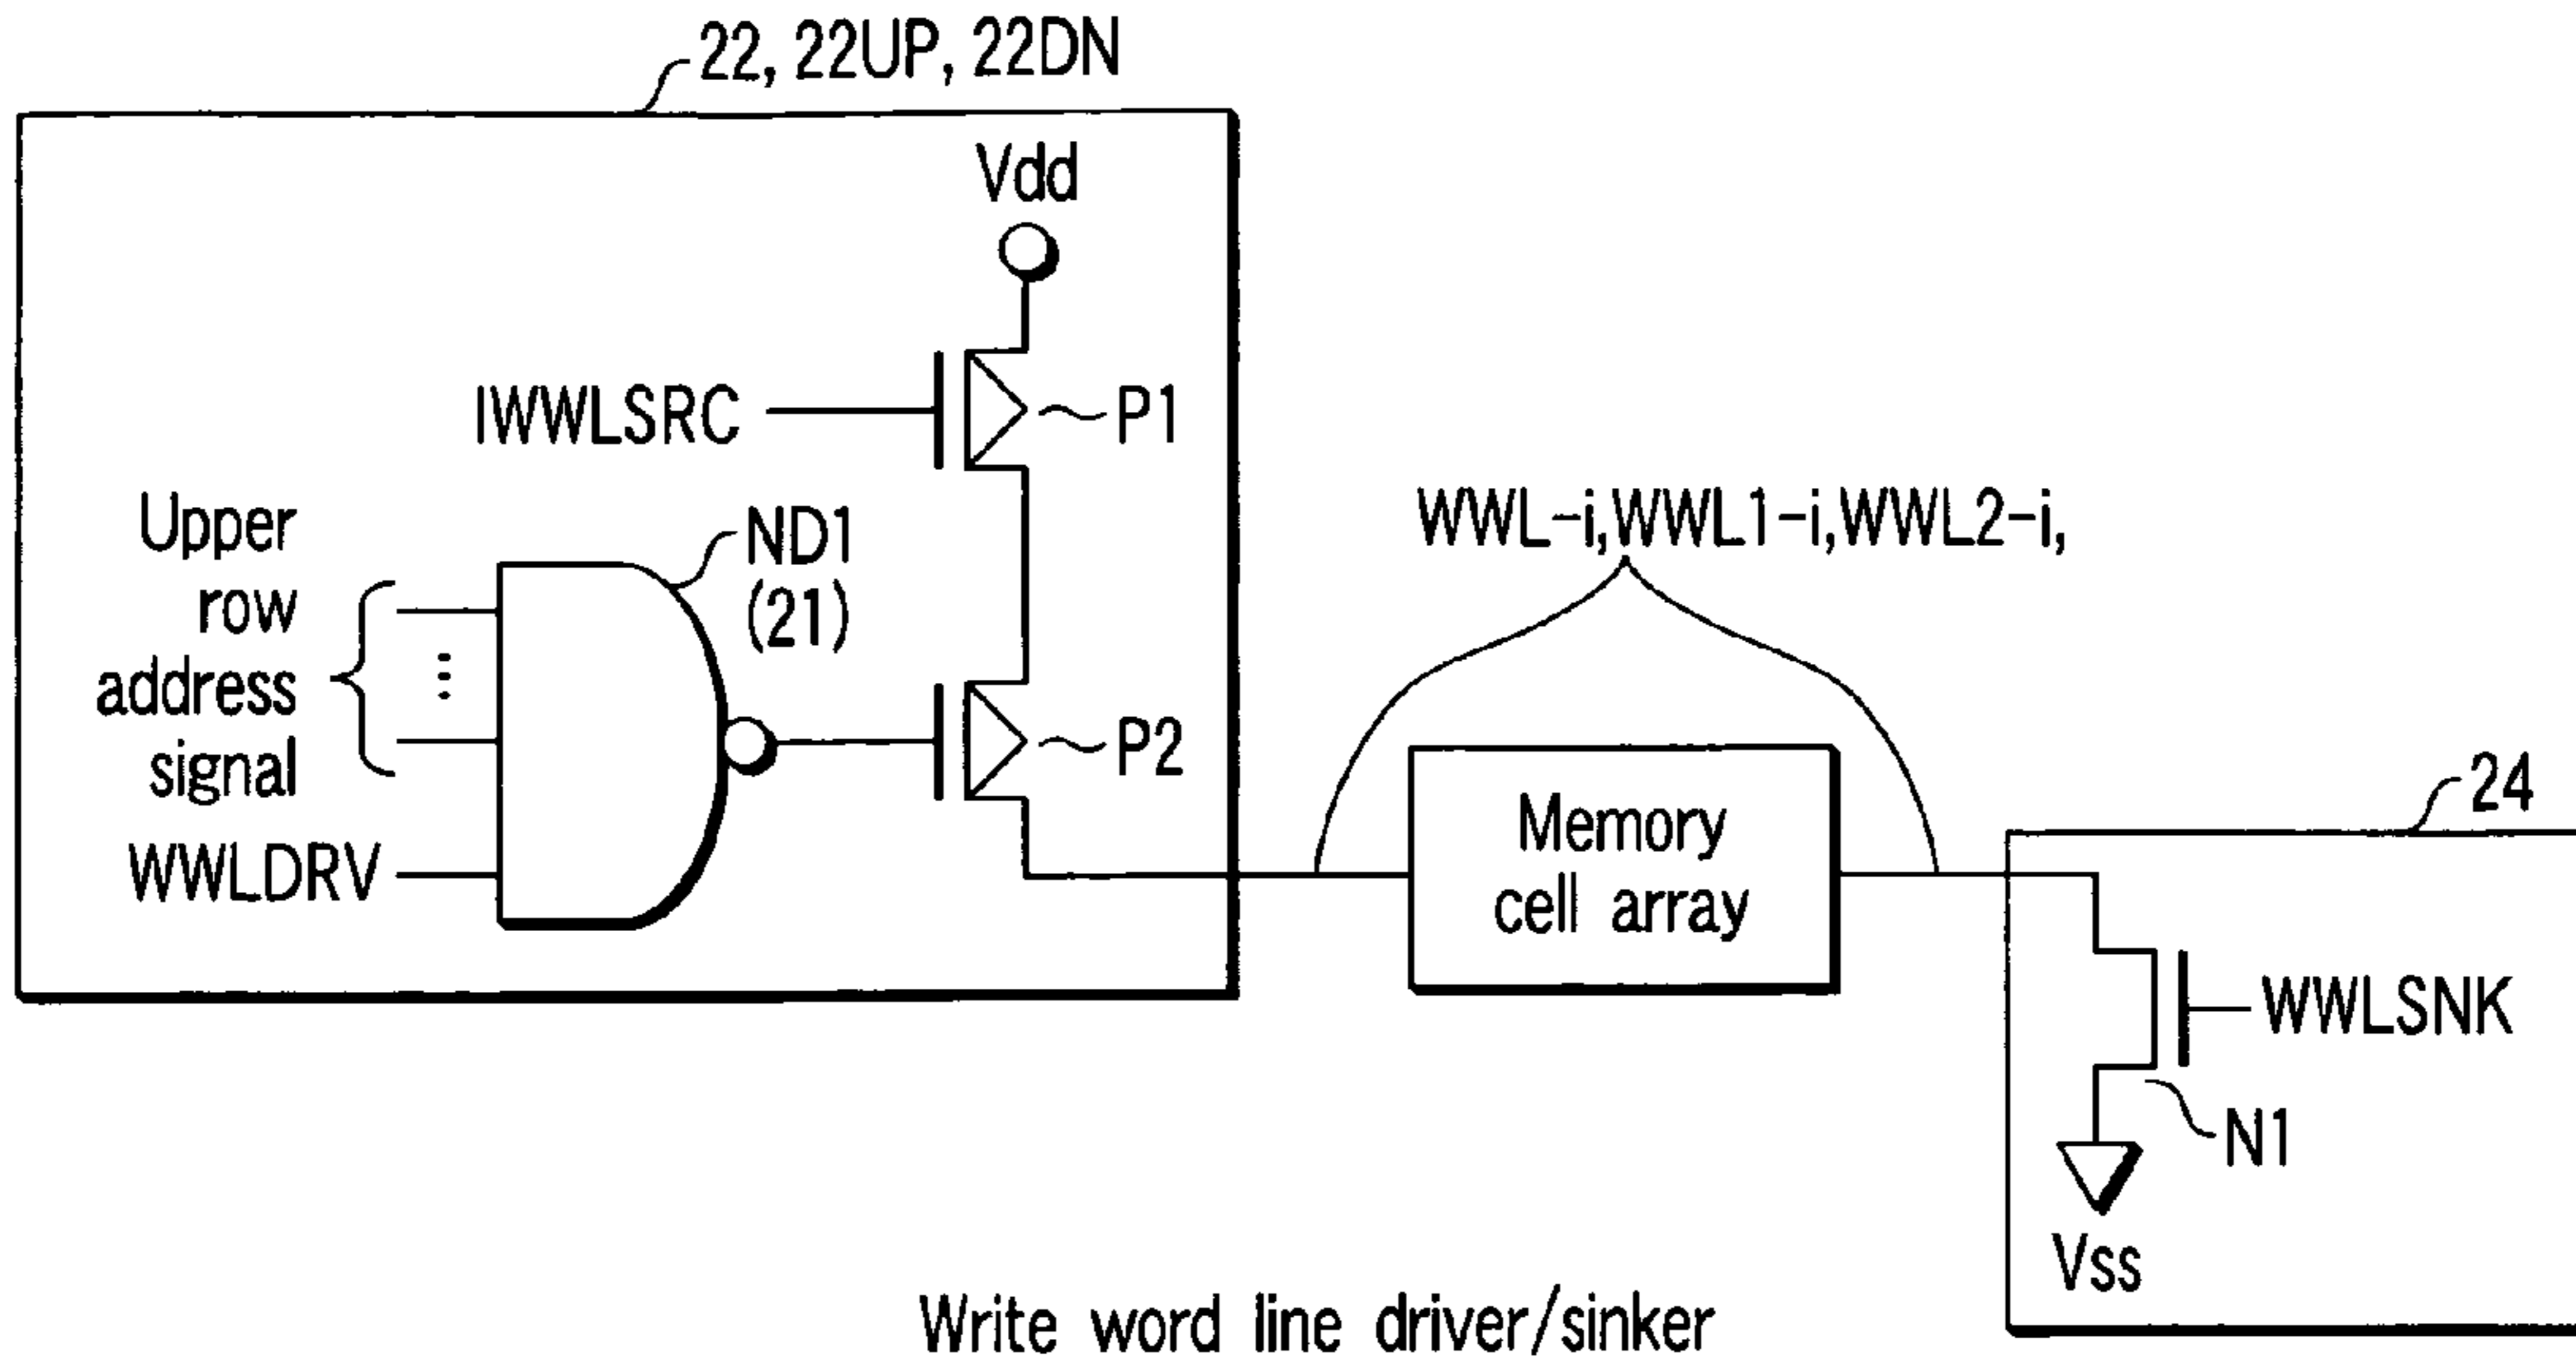 22, 22UP, 22DN
Vdd
IWWLSRC
P1
Upper
row
address
signal
ND1
(21)
WWL-i,WWL1-i,WWL2-i,
P2
WWLDRV
Memory
cell array
24
WWLSNK
N1
Vss
Write word line driver/sinker